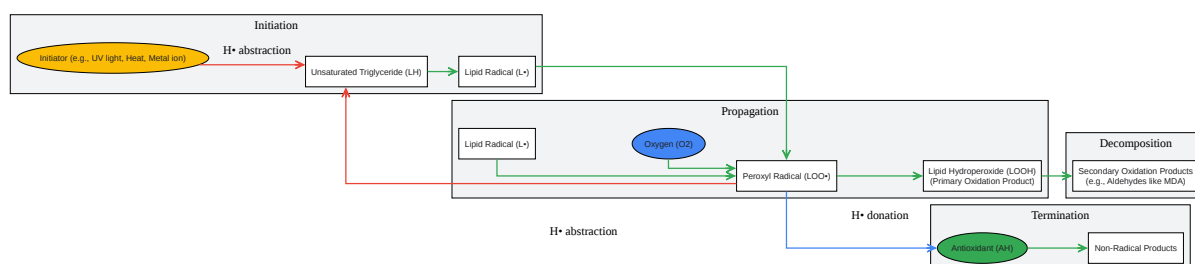 Initiation
Initiator (e.g., UV light, Heat, Metal ion)
H• abstraction
Unsaturated Triglyceride (LH)
Lipid Radical (L•)
Propagation
Lipid Radical (L•)
Oxygen (O2)
Peroxyl Radical (LOO•)
Lipid Hydroperoxide (LOOH)
(Primary Oxidation Product)
Decomposition
Secondary Oxidation Products
(e.g., Aldehydes like MDA)
H• abstraction
H• donation
Termination
Antioxidant (AH)
Non-Radical Products